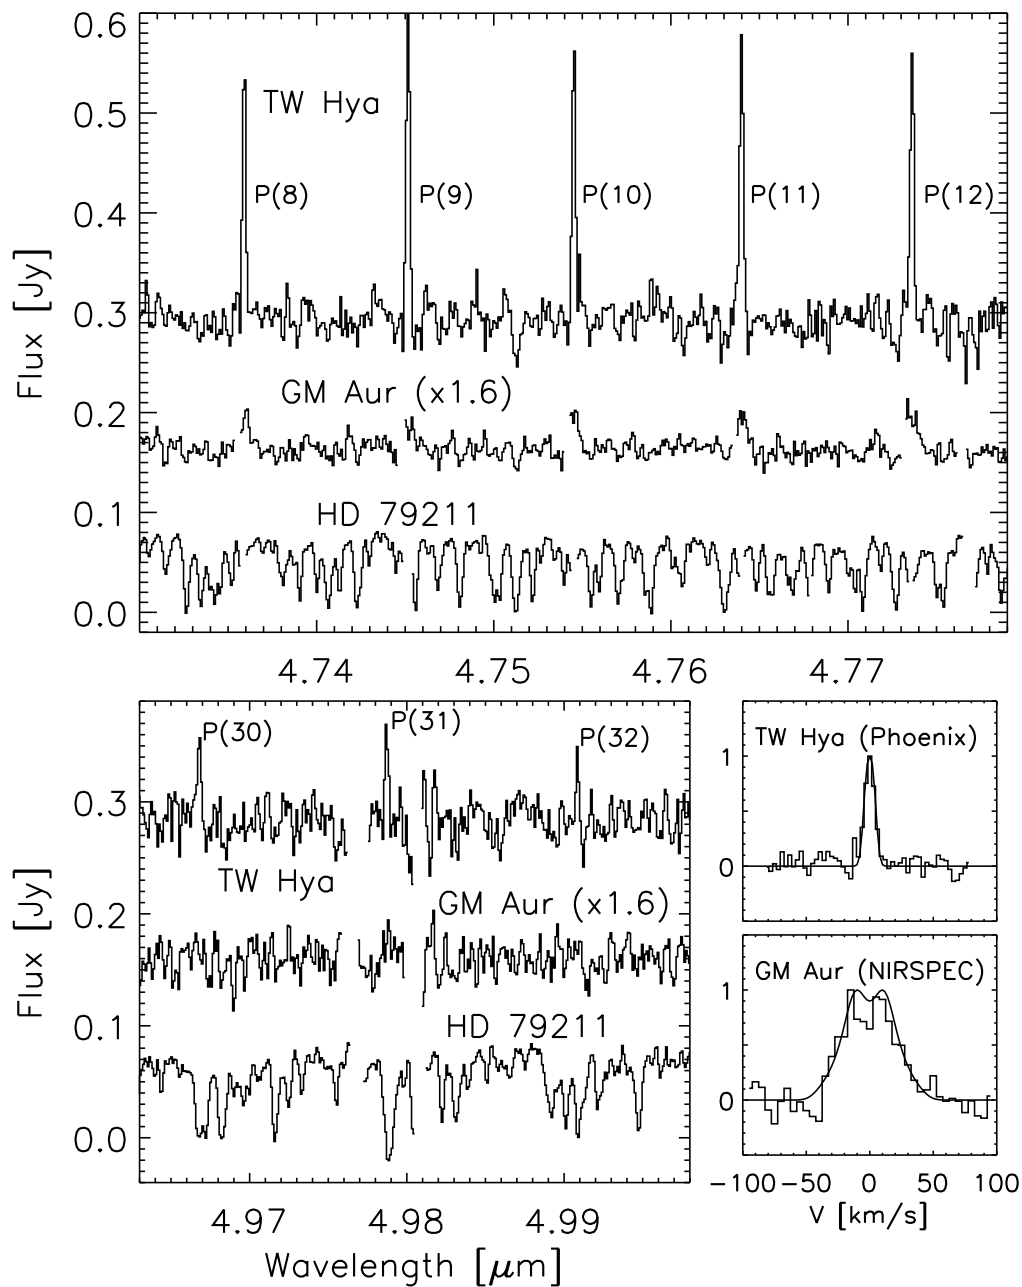 0.6
0.5
0.4
0.3
0.2
0.1
0.0
Flux [Jy]
TW Hya
P(8)
P(9)
P(10)
P(11)
P(12)
GM Aur (x1.6)
HD 79211
4.74
4.75
4.76
4.77
0.3
0.2
0.1
0.0
Flux [Jy]
P(30)
P(31)
P(32)
TW Hya
GM Aur (x1.6)
HD 79211
4.97
4.98
4.99
Wavelength [μm]
TW Hya (Phoenix)
1
0
GM Aur (NIRSPEC)
1
0
-100
-50
0
50
100
V [km/s]